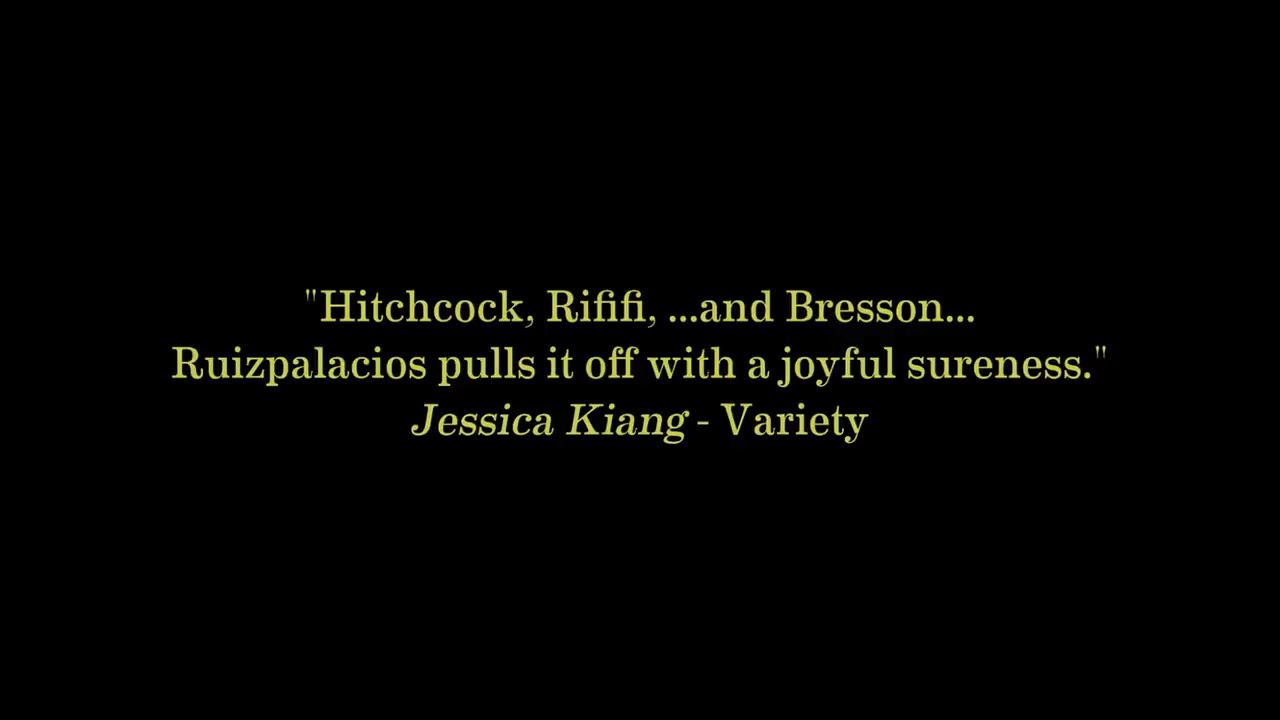 "Hitchcock, Rififi, ...and Bresson...
Ruizpalacios pulls it off with a joyful sureness."
Jessica Kiang - Variety